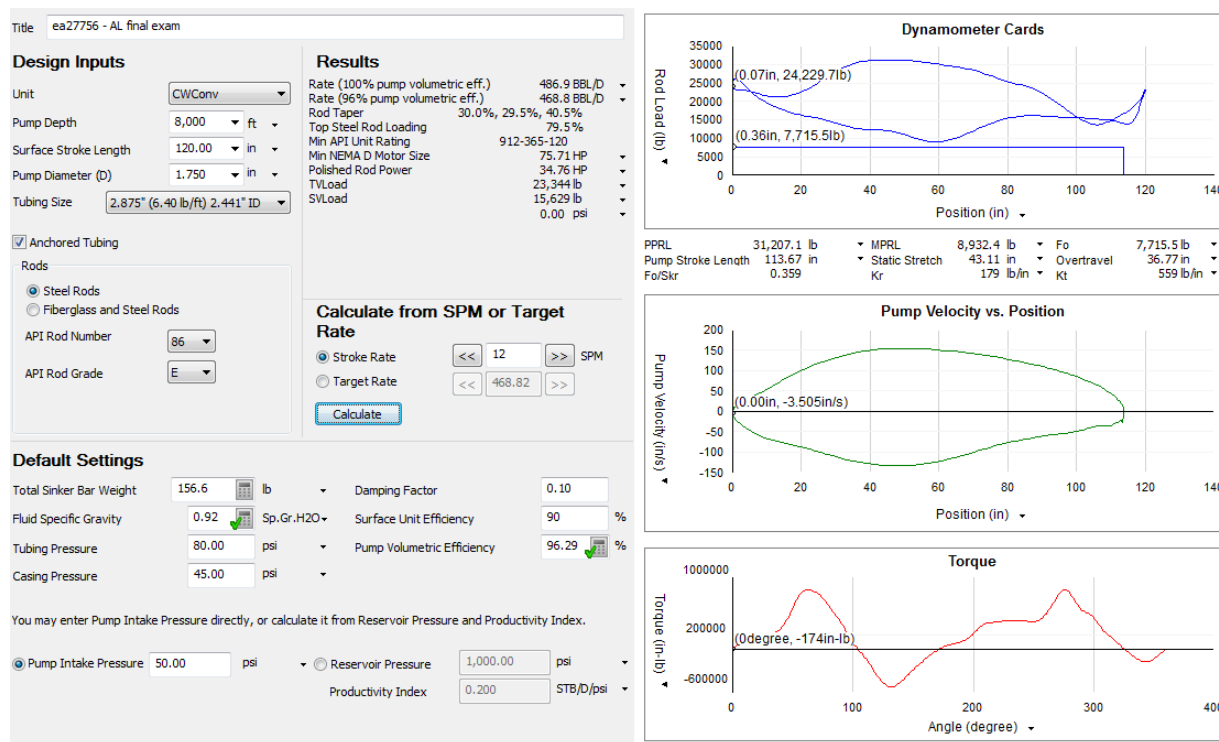 Title ea27756 - AL final exam
Design Inputs
Unit CWConv
Pump Depth 8,000 ft
Surface Stroke Length 120.00 in
Pump Diameter (D) 1.750 in
Tubing Size 2.875" (6.40 lb/ft) 2.441" ID
Anchored Tubing
Rods
Steel Rods
Fiberglass and Steel Rods
API Rod Number 86
API Rod Grade E
Results
Rate (100% pump volumetric eff.) 486.9 BBL/D
Rate (96% pump volumetric eff.) 468.8 BBL/D
Rod Taper 30.0%, 29.5%, 40.5%
Top Steel Rod Loading 79.5%
Min API Unit Rating 912-365-120
Min NEMA D Motor Size 75.71 HP
Polished Rod Power 34.76 HP
TVLoad 23,344 lb
SVLoad 15,629 lb
0.00 psi
Calculate from SPM or Target
Rate
Stroke Rate << 12 >> SPM
Target Rate << 468.82 >>
Calculate
Default Settings
Total Sinker Bar Weight 156.6 lb Damping Factor 0.10
Fluid Specific Gravity 0.92 Sp.Gr.H2O Surface Unit Efficiency 90 %
Tubing Pressure 80.00 psi Pump Volumetric Efficiency 96.29 %
Casing Pressure 45.00 psi
You may enter Pump Intake Pressure directly, or calculate it from Reservoir Pressure and Productivity Index.
Pump Intake Pressure 50.00 psi Reservoir Pressure 1,000.00 psi
Productivity Index 0.200 STB/D/psi
Dynamometer Cards
Rod Load (lb)
35000
30000
25000
20000
15000
10000
5000
0
(0.07in, 24,229.7lb)
(0.36in, 7,715.5lb)
0 20 40 60 80 100 120 140
Position (in)
PPRL 31,207.1 lb MPRL 8,932.4 lb Fo 7,715.5 lb
Pump Stroke Length 113.67 in Static Stretch 43.11 in Overtravel 36.77 in
Fo/Skr 0.359 Kr 179 lb/in Kt 559 lb/in
Pump Velocity vs. Position
Pump Velocity (in/s)
200
150
100
50
0
-50
-100
-150
(0.00in, -3.505in/s)
0 20 40 60 80 100 120 140
Position (in)
Torque
Torque (in-lb)
1000000
200000
-600000
(0degree, -174in-lb)
0 100 200 300 400
Angle (degree)